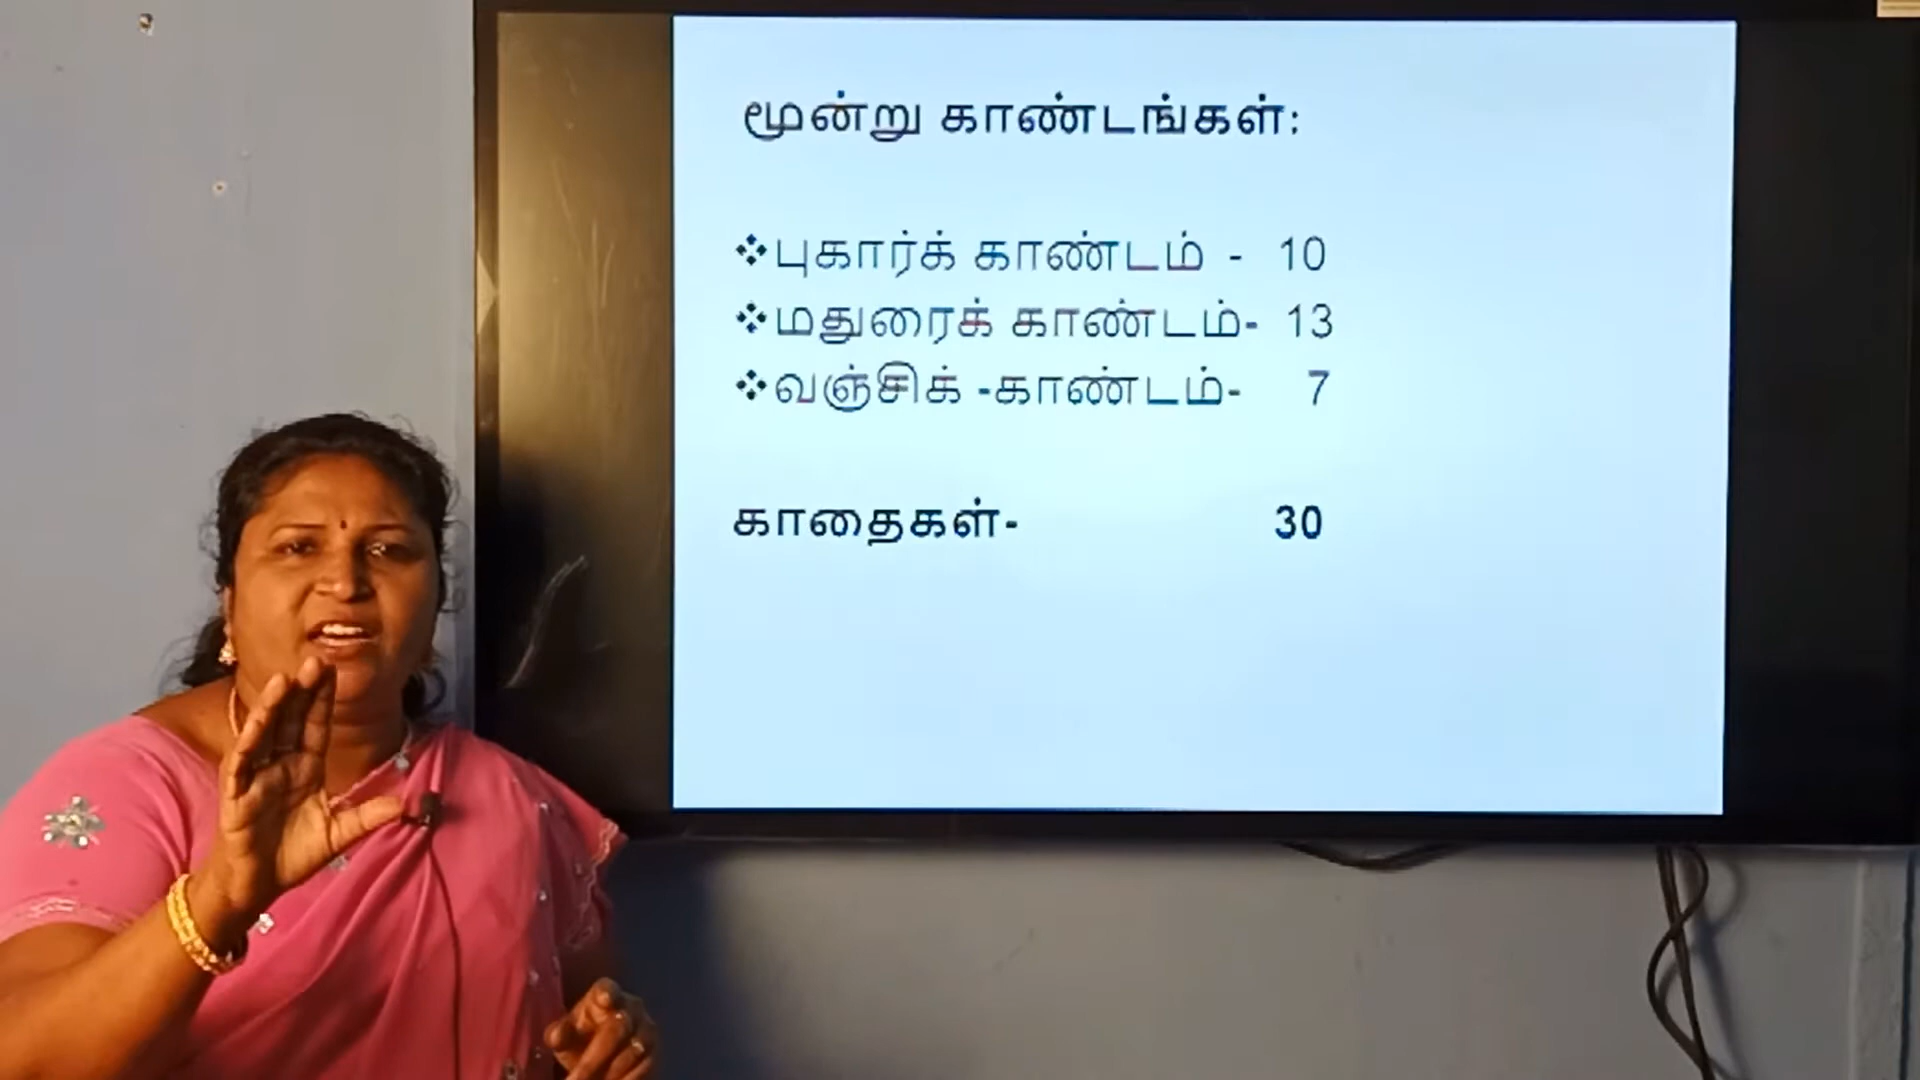 மூன்று காண்டங்கள்:
❖புகார்க் காண்டம் - 10
❖மதுரைக் காண்டம்- 13
❖வஞ்சிக் -காண்டம்- 7
காதைகள்- 30